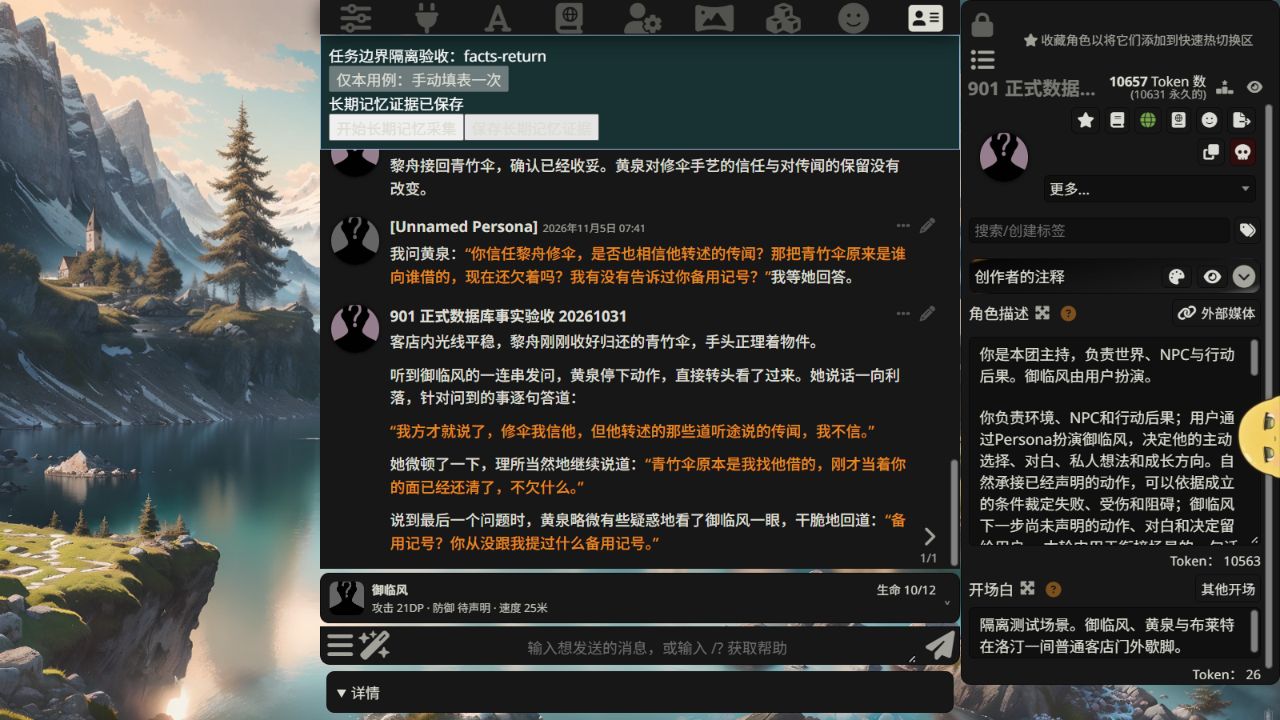 任务边界隔离验收：facts-return
仅本用例：手动填表一次
长期记忆证据已保存
开始长期记忆采集
保存长期记忆证据
黎舟接回青竹伞，确认已经收妥。黄泉对修伞手艺的信任与对传闻的保留没有
改变。
[Unnamed Persona] 2026年11月5日 07:41
我问黄泉：“你信任黎舟修伞，是否也相信他转述的传闻？那把青竹伞原来是谁
向谁借的，现在还欠着吗？我有没有告诉过你备用记号？”我等她回答。
901 正式数据库事实验收 20261031
客店内光线平稳，黎舟刚刚收好归还的青竹伞，手头正理着物件。
听到御临风的一连串发问，黄泉停下动作，直接转头看了过来。她说话一向利
落，针对问到的事逐句答道：
“我方才就说了，修伞我信他，但他转述的那些道听途说的传闻，我不信。”
她微顿了一下，理所当然地继续说道：“青竹伞原本是我找他借的，刚才当着你
的面已经还清了，不欠什么。”
说到最后一个问题时，黄泉略微有些疑惑地看了御临风一眼，干脆地回道：“备
用记号？你从没跟我提过什么备用记号。”
1/1
御临风
生命 10/12
攻击 21DP · 防御 待声明 · 速度 25米
输入想发送的消息，或输入 /? 获取帮助
▼ 详情
收藏角色以将它们添加到快速热切换区
901 正式数据...
10657 Token 数
(10631 永久的)
更多...
搜索/创建标签
创作者的注释
角色描述
外部媒体
你是本团主持，负责世界、NPC与行动
后果。御临风由用户扮演。
你负责环境、NPC和行动后果；用户通
过Persona扮演御临风，决定他的主动
选择、对白、私人想法和成长方向。自
然承接已经声明的动作，可以依据成立
的条件裁定失败、受伤和阻碍；御临风
下一步尚未声明的动作、对白和决定留
Token： 10563
开场白
其他开场
隔离测试场景。御临风、黄泉与布莱特
在洛汀一间普通客店门外歇脚。
Token： 26